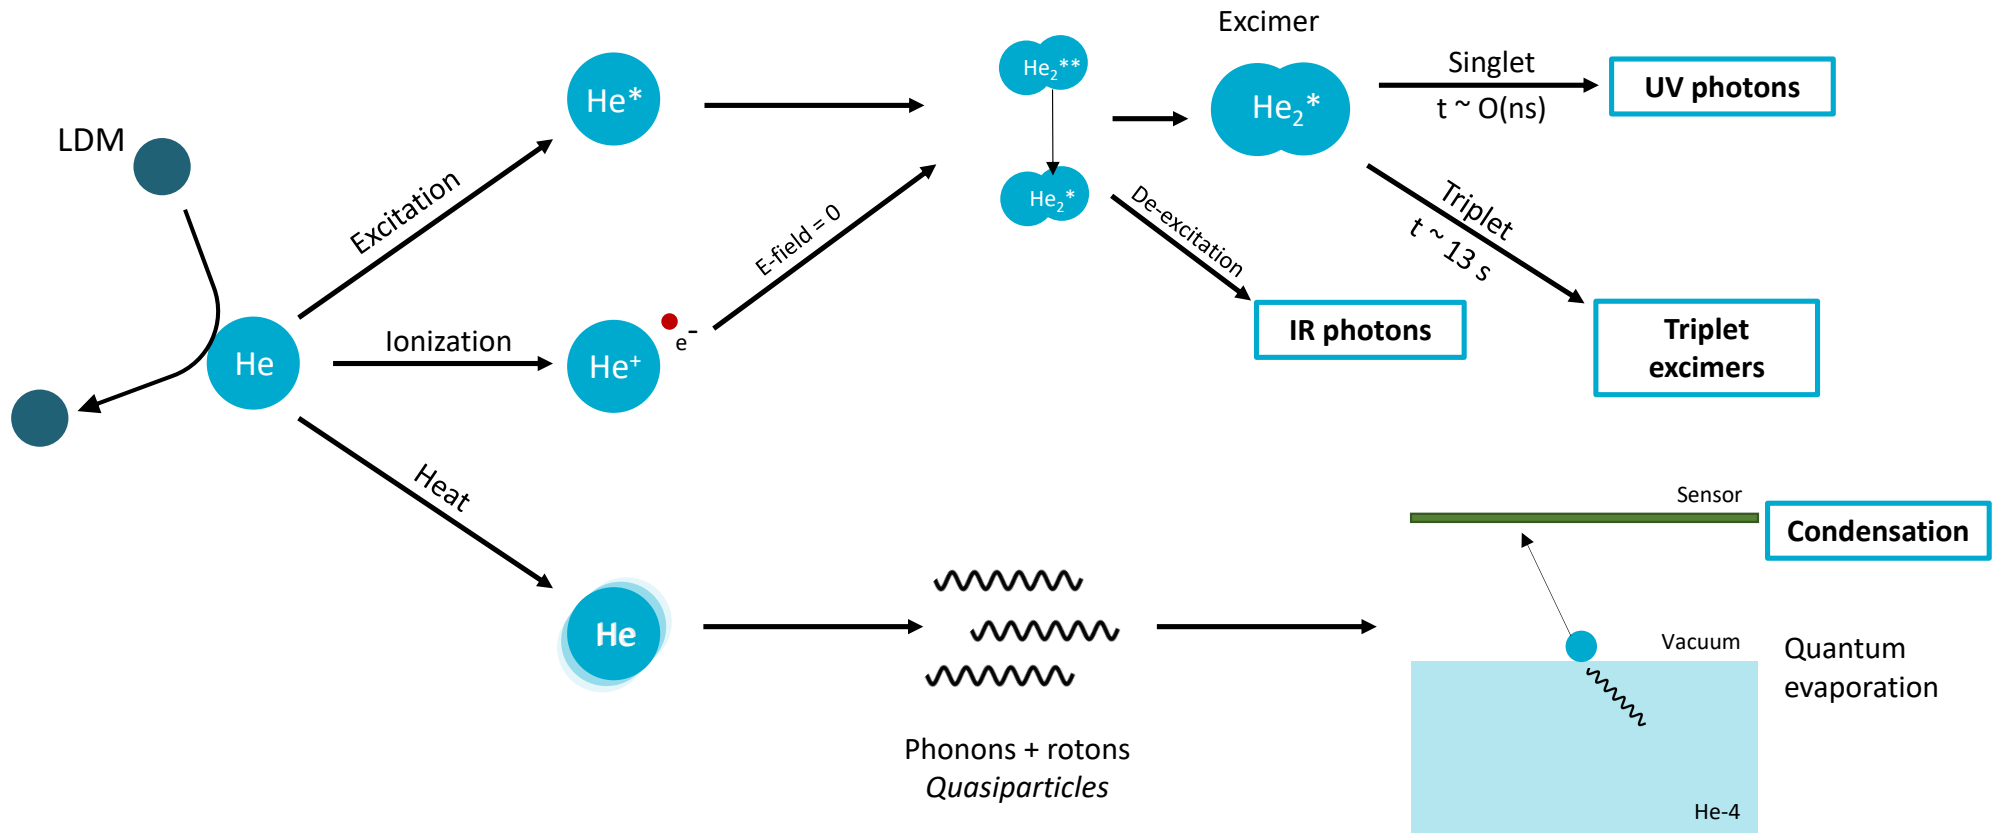 Excimer
LDM
He*
He₂**
He₂*
He₂*
Singlet
t ~ O(ns)
UV photons
Excitation
E-field = 0
De-excitation
Triplet
t ~ 13 s
He
Ionization
He⁺
e⁻
IR photons
Triplet
excimers
Heat
He
Phonons + rotons
Quasiparticles
Sensor
Condensation
Vacuum
Quantum
evaporation
He-4